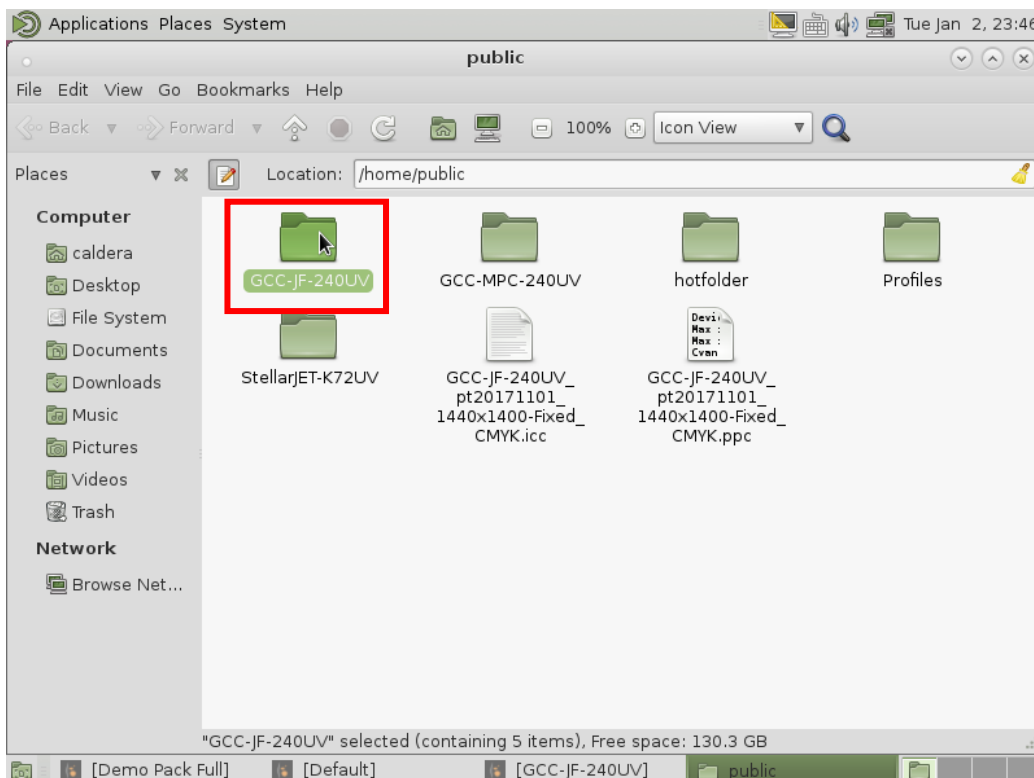 Applications Places System Tue Jan 2, 23:46
public
File Edit View Go Bookmarks Help
Back Forward 100% Icon View
Places Location: /home/public
Computer
caldera
Desktop
File System
Documents
Downloads
Music
Pictures
Videos
Trash
Network
Browse Net...
GCC-JF-240UV GCC-MPC-240UV hotfolder Profiles
Devi
Max :
Max :
Cyan
StellarJET-K72UV
GCC-JF-240UV_
pt20171101_
1440x1400-Fixed_
CMYK.icc
GCC-JF-240UV_
pt20171101_
1440x1400-Fixed_
CMYK.ppc
"GCC-JF-240UV" selected (containing 5 items), Free space: 130.3 GB
[Demo Pack Full] [Default] [GCC-JF-240UV] public